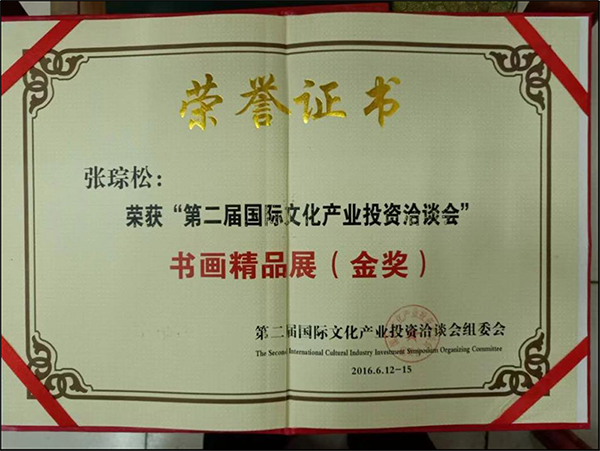 荣誉证书
张琮松：
荣获“第二届国际文化产业投资洽谈会”
书画精品展（金奖）
第二届国际文化产业投资洽谈会组委会
The Second International Cultural Industry Investment Symposium Organizing Committee
2016.6.12-15